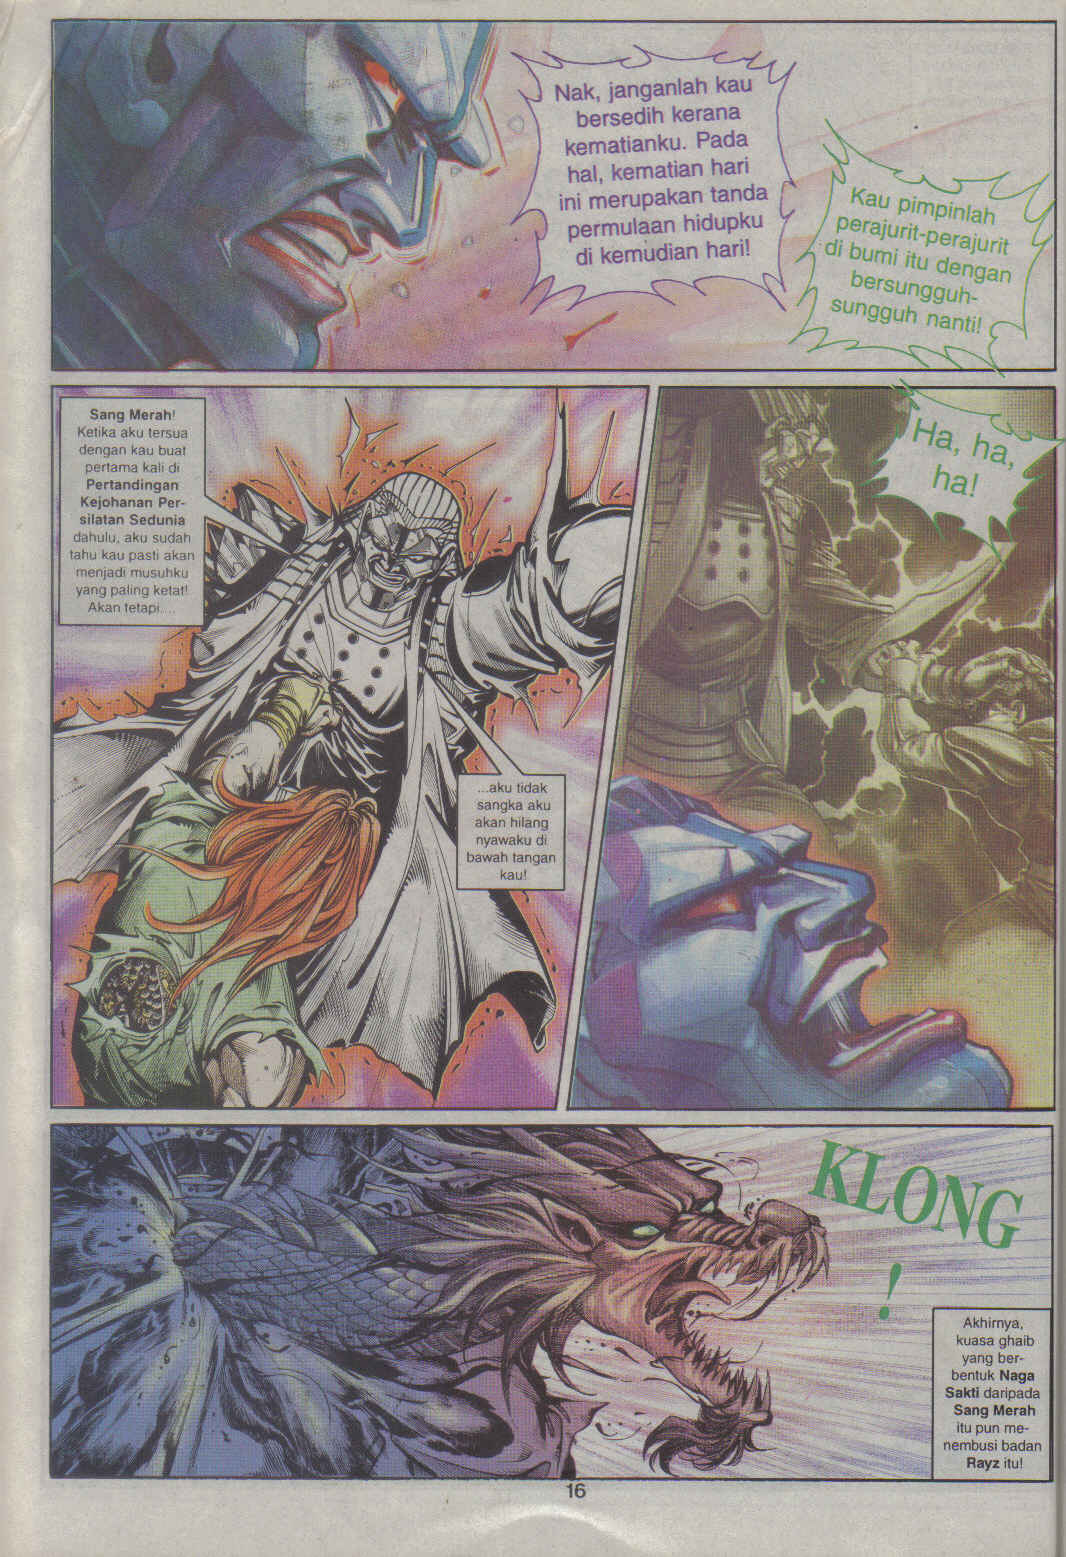 Nak, janganlah kau
bersedih kerana
kematianku. Pada
hal, kematian hari
ini merupakan tanda
permulaan hidupku
di kemudian hari!
Kau pimpinlah
perajurit-perajurit
di bumi itu dengan
bersungguh-
sungguh nanti!
Sang Merah!
Ketika aku tersua
dengan kau buat
pertama kali di
Pertandingan
Kejohanan Per-
silatan Sedunia
dahulu, aku sudah
tahu kau pasti akan
menjadi musuhku
yang paling ketat!
Akan tetapi....
...aku tidak
sangka aku
akan hilang
nyawaku di
bawah tangan
kau!
Ha, ha,
ha!
KLONG
!
Akhirnya,
kuasa ghaib
yang ber-
bentuk Naga
Sakti daripada
Sang Merah
itu pun me-
nembusi badan
Rayz itu!
16